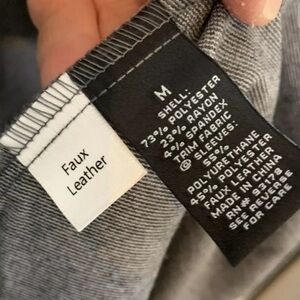 Faux
Leather
M
SHELL:
73% POLYESTER
23% RAYON
4% SPANDEX
TRIM FABRIC
@ SLEEVES:
55%
POLYURETHANE
45% POLYESTER
FAUX LEATHER
MADE IN CHINA
RN# 53178
SEE REVERSE
FOR CARE